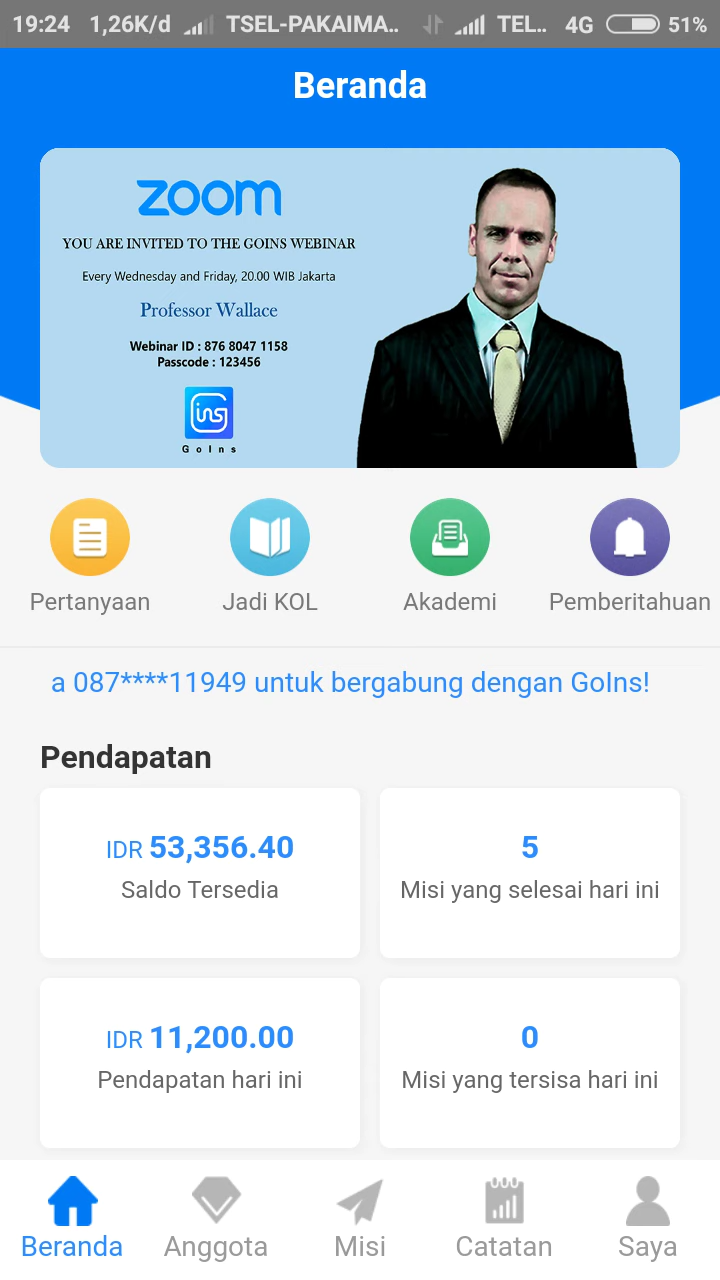 19:24 1,26K/d TSEL-PAKAIMA... TEL... 4G 51%
Beranda
zoom
YOU ARE INVITED TO THE GOINS WEBINAR
Every Wednesday and Friday, 20.00 WIB Jakarta
Professor Wallace
Webinar ID : 876 8047 1158
Passcode : 123456
Gins
GoIns
Pertanyaan Jadi KOL Akademi Pemberitahuan
a 087****11949 untuk bergabung dengan GoIns!
Pendapatan
IDR 53,356.40 5
Saldo Tersedia Misi yang selesai hari ini
IDR 11,200.00 0
Pendapatan hari ini Misi yang tersisa hari ini
Beranda Anggota Misi Catatan Saya